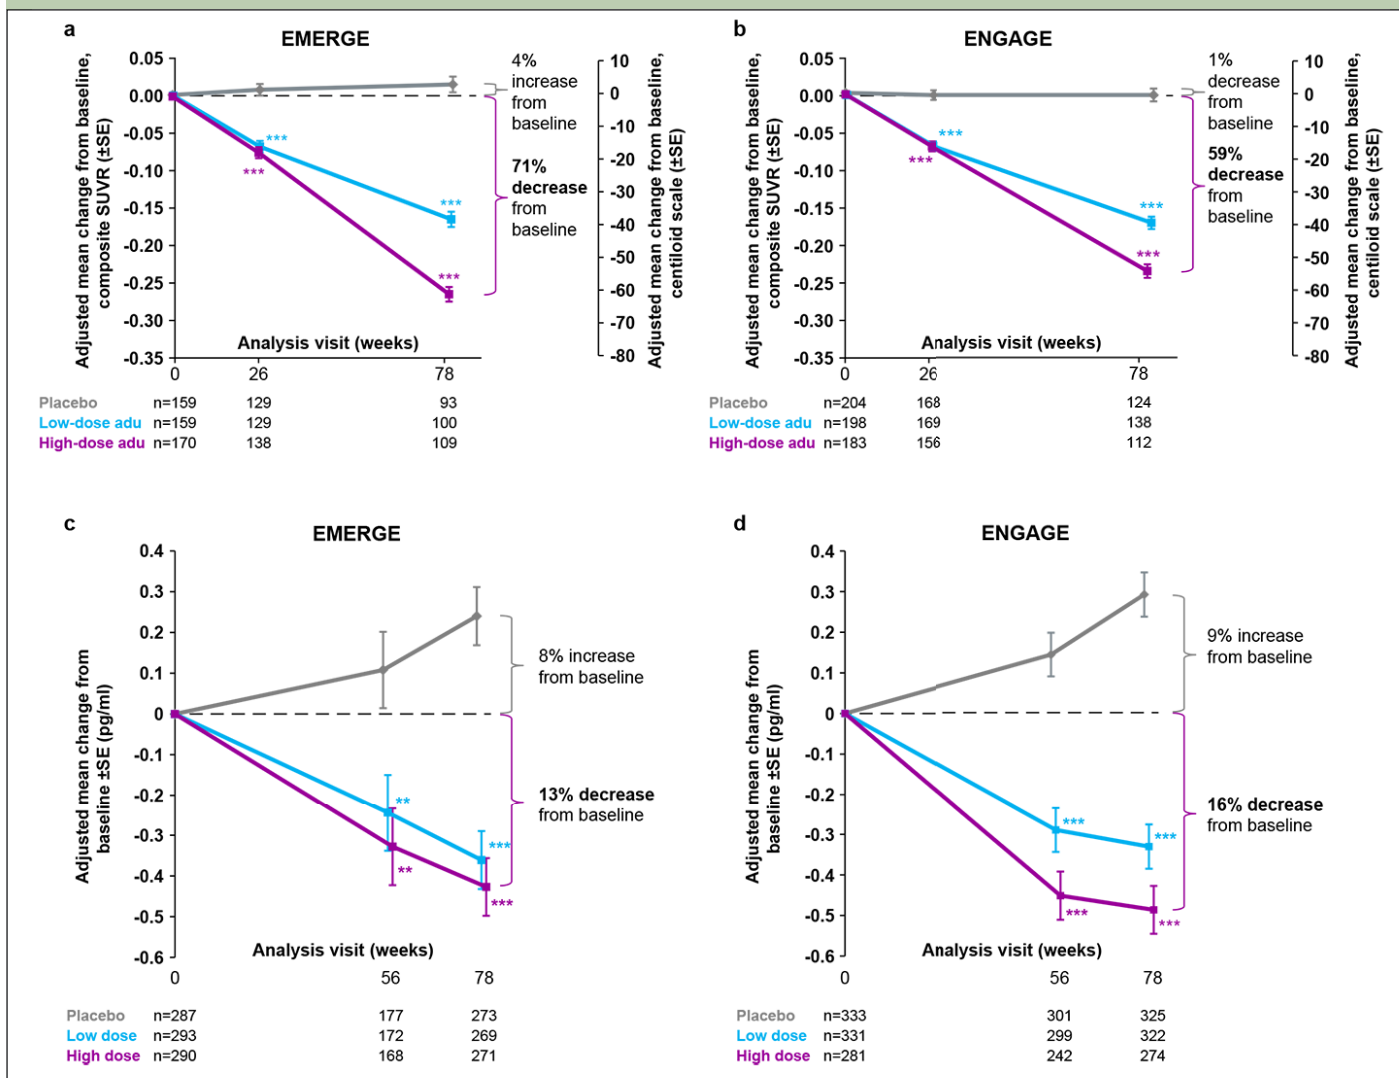 a
EMERGE
Adjusted mean change from baseline,
composite SUVR (±SE)
0.05
0.00
-0.05
-0.10
-0.15
-0.20
-0.25
-0.30
-0.35
***
***
***
***
4%
increase
from
baseline
71%
decrease
from
baseline
10
0
-10
-20
-30
-40
-50
-60
-70
-80
Adjusted mean change from baseline,
centiloid scale (±SE)
Analysis visit (weeks)
0 26 78
Placebo n=159 129 93
Low-dose adu n=159 129 100
High-dose adu n=170 138 109
b
ENGAGE
Adjusted mean change from baseline,
composite SUVR (±SE)
0.05
0.00
-0.05
-0.10
-0.15
-0.20
-0.25
-0.30
-0.35
***
***
***
***
1%
decrease
from
baseline
59%
decrease
from
baseline
10
0
-10
-20
-30
-40
-50
-60
-70
-80
Adjusted mean change from baseline,
centiloid scale (±SE)
Analysis visit (weeks)
0 26 78
Placebo n=204 168 124
Low-dose adu n=198 169 138
High-dose adu n=183 156 112
c
EMERGE
Adjusted mean change from
baseline ±SE (pg/ml)
0.4
0.3
0.2
0.1
0
-0.1
-0.2
-0.3
-0.4
-0.5
-0.6
**
**
***
***
8% increase
from baseline
13% decrease
from baseline
Analysis visit (weeks)
0 56 78
Placebo n=287 177 273
Low dose n=293 172 269
High dose n=290 168 271
d
ENGAGE
Adjusted mean change from
baseline ±SE (pg/ml)
0.4
0.3
0.2
0.1
0
-0.1
-0.2
-0.3
-0.4
-0.5
-0.6
***
***
***
***
9% increase
from baseline
16% decrease
from baseline
Analysis visit (weeks)
0 56 78
Placebo n=333 301 325
Low dose n=331 299 322
High dose n=281 242 274